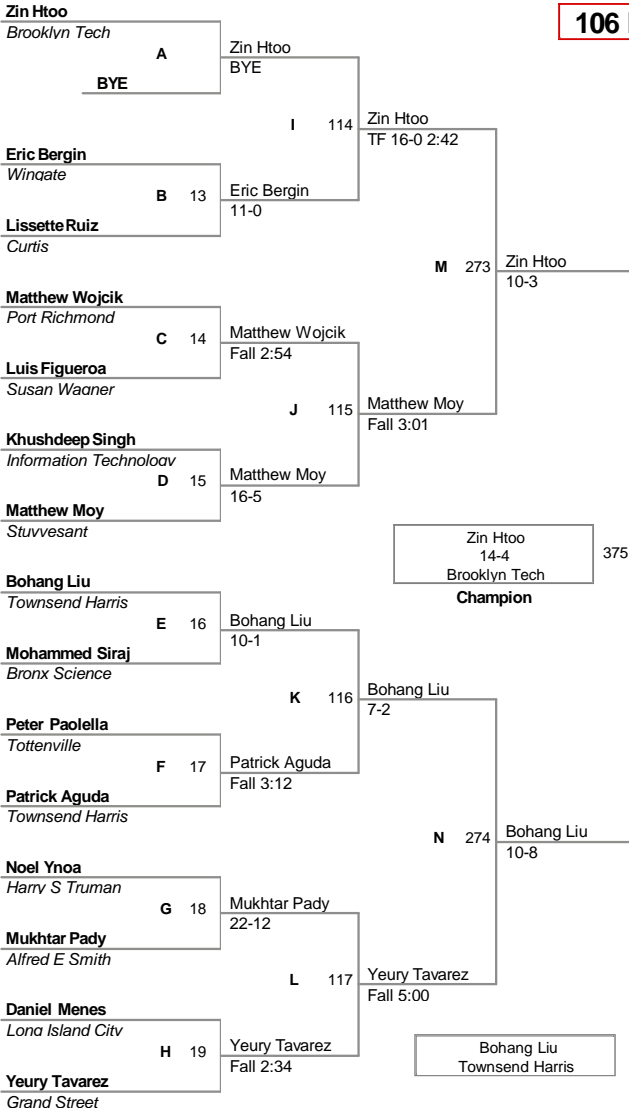 Zin Htoo
106
Brooklyn Tech
Zin Htoo
A
BYE
BYE
I 114
Zin Htoo
TF 16-0 2:42
Eric Bergin
Wingate
B 13
Eric Bergin
11-0
Lissette Ruiz
Curtis
M 273
Zin Htoo
10-3
Matthew Wojcik
Port Richmond
C 14
Matthew Wojcik
Fall 2:54
Luis Figueroa
Susan Wagner
J 115
Matthew Moy
Fall 3:01
Khushdeep Singh
Information Technology
D 15
Matthew Moy
16-5
Matthew Moy
Stuyvesant
Zin Htoo
14-4
375
Brooklyn Tech
Champion
Bohang Liu
Townsend Harris
E 16
Bohang Liu
10-1
Mohammed Siraj
Bronx Science
K 116
Bohang Liu
7-2
Peter Paolella
Tottenville
F 17
Patrick Aguda
Fall 3:12
Patrick Aguda
Townsend Harris
N 274
Bohang Liu
10-8
Noel Ynoa
Harry S Truman
G 18
Mukhtar Pady
22-12
Mukhtar Pady
Alfred E Smith
L 117
Yeury Tavarez
Fall 5:00
Daniel Menes
Long Island City
H 19
Yeury Tavarez
Fall 2:34
Bohang Liu
Townsend Harris
Yeury Tavarez
Grand Street